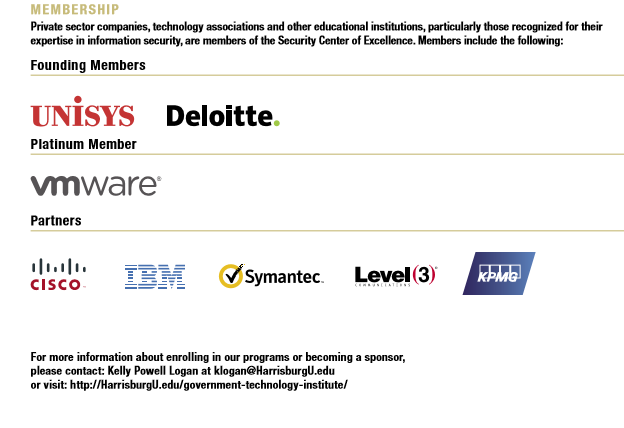 MEMBERSHIP
Private sector companies, technology associations and other educational institutions, particularly those recognized for their
expertise in information security, are members of the Security Center of Excellence. Members include the following:
Founding Members
UNiSYS Deloitte.
Platinum Member
vmware®
Partners
CISCO™ IBM Symantec™ Level(3)® KPMG
COMMUNICATIONS
For more information about enrolling in our programs or becoming a sponsor,
please contact: Kelly Powell Logan at klogan@HarrisburgU.edu
or visit: http://HarrisburgU.edu/government-technology-institute/